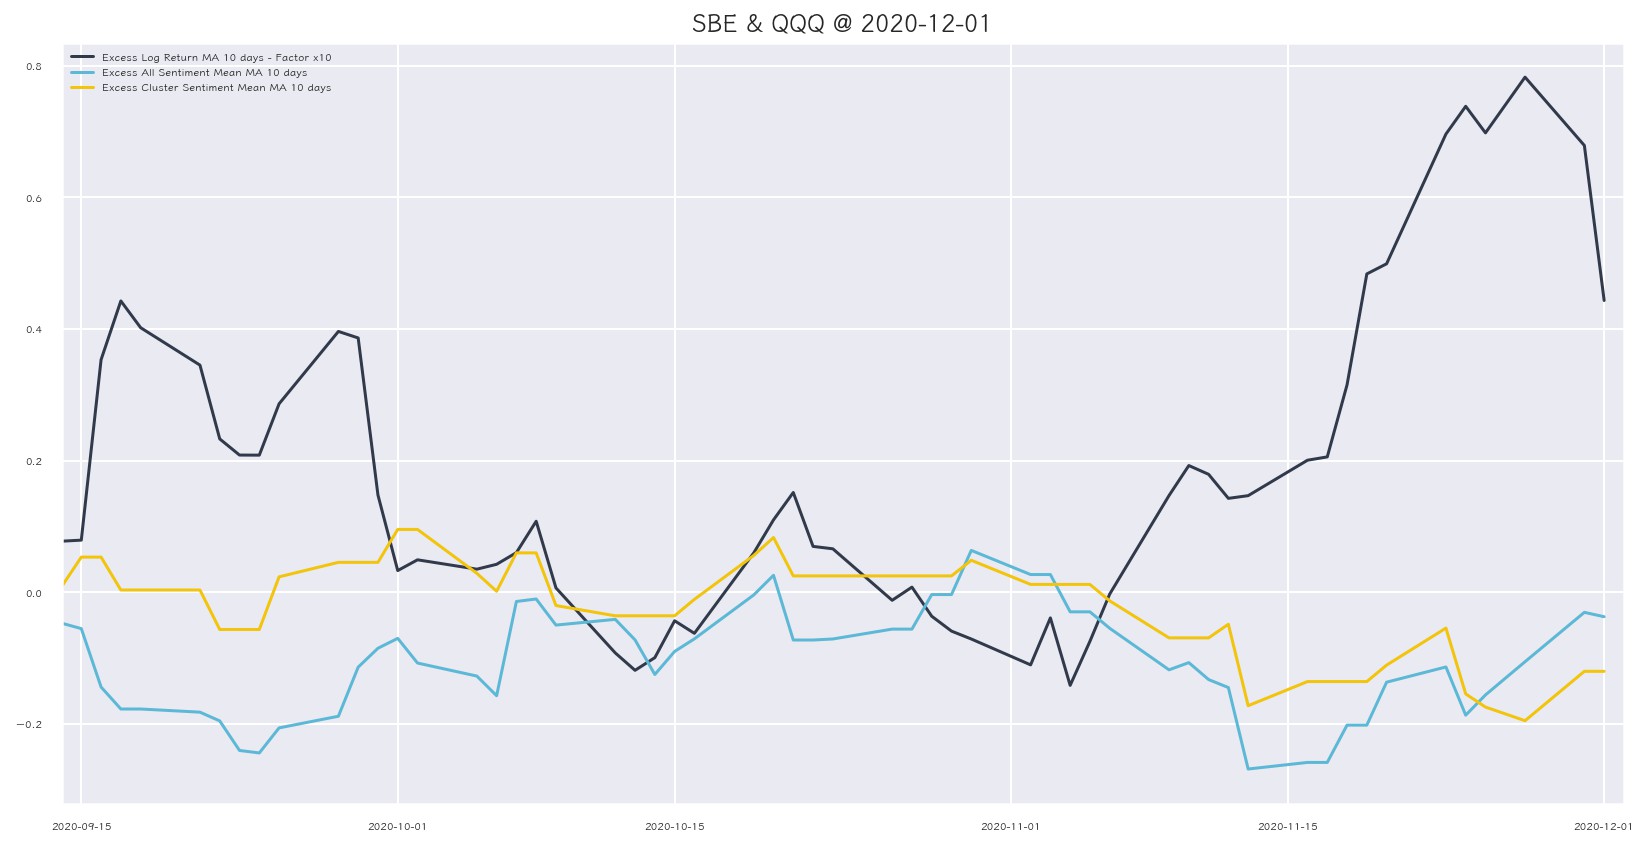 SBE & QQQ @ 2020-12-01
Excess Log Return MA 10 days - Factor x10
Excess All Sentiment Mean MA 10 days
Excess Cluster Sentiment Mean MA 10 days
0.8
0.6
0.4
0.2
0.0
−0.2
2020-09-15 2020-10-01 2020-10-15 2020-11-01 2020-11-15 2020-12-01